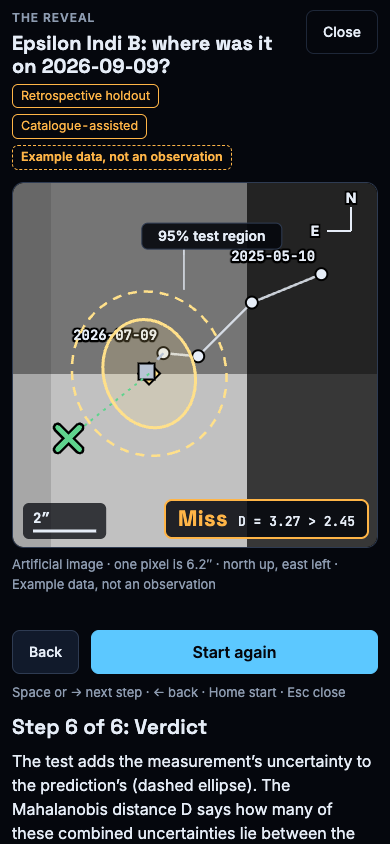 THE REVEAL
Epsilon Indi B: where was it
on 2026-09-09?
Close
Retrospective holdout
Catalogue-assisted
Example data, not an observation
N
E
95% test region
2025-05-10
2026-07-09
2″
Miss D = 3.27 > 2.45
Artificial image · one pixel is 6.2″ · north up, east left ·
Example data, not an observation
Back
Start again
Space or → next step · ← back · Home start · Esc close
Step 6 of 6: Verdict
The test adds the measurement’s uncertainty to
the prediction’s (dashed ellipse). The
Mahalanobis distance D says how many of
these combined uncertainties lie between the